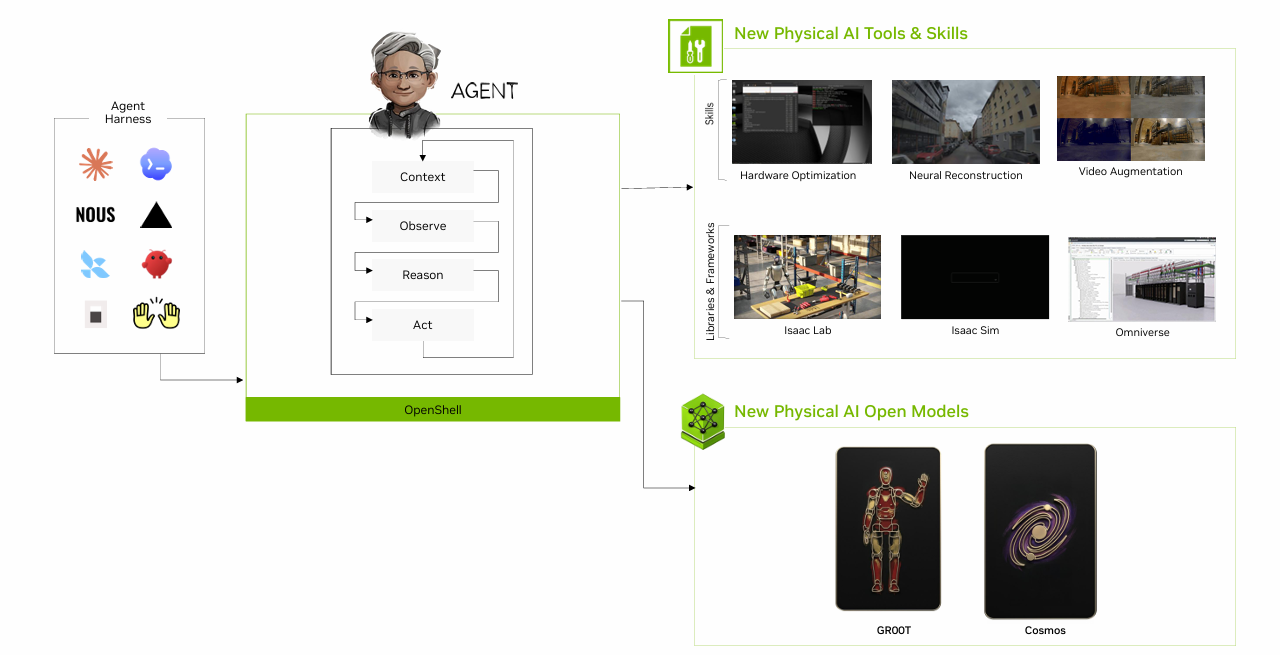 Agent
Harness
NOUS
AGENT
Context
Observe
Reason
Act
OpenShell
New Physical AI Tools & Skills
Skills
Hardware Optimization
Neural Reconstruction
Video Augmentation
Libraries & Frameworks
Isaac Lab
Isaac Sim
Omniverse
New Physical AI Open Models
GR00T
Cosmos